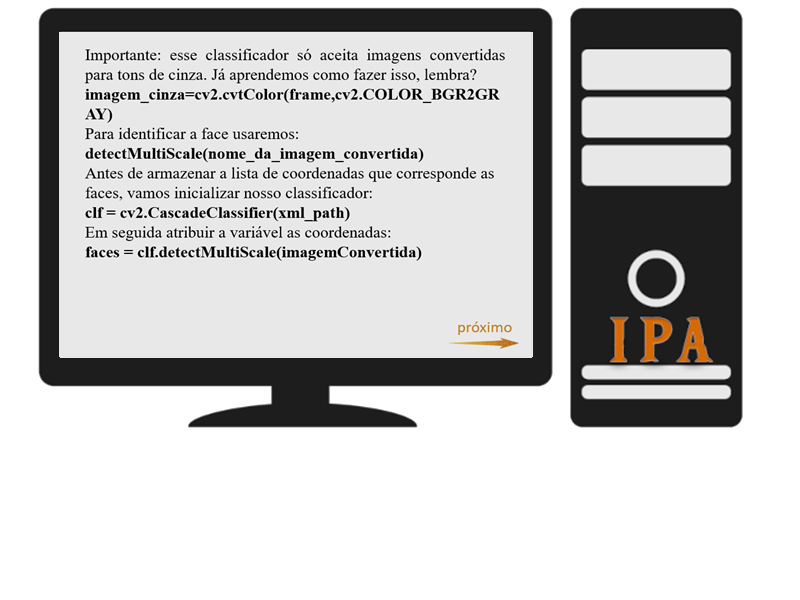 Importante: esse classificador só aceita imagens convertidas
para tons de cinza. Já aprendemos como fazer isso, lembra?
imagem_cinza=cv2.cvtColor(frame,cv2.COLOR_BGR2GR
AY)
Para identificar a face usaremos:
detectMultiScale(nome_da_imagem_convertida)
Antes de armazenar a lista de coordenadas que corresponde as
faces, vamos inicializar nosso classificador:
clf = cv2.CascadeClassifier(xml_path)
Em seguida atribuir a variável as coordenadas:
faces = clf.detectMultiScale(imagemConvertida)
próximo
IPA